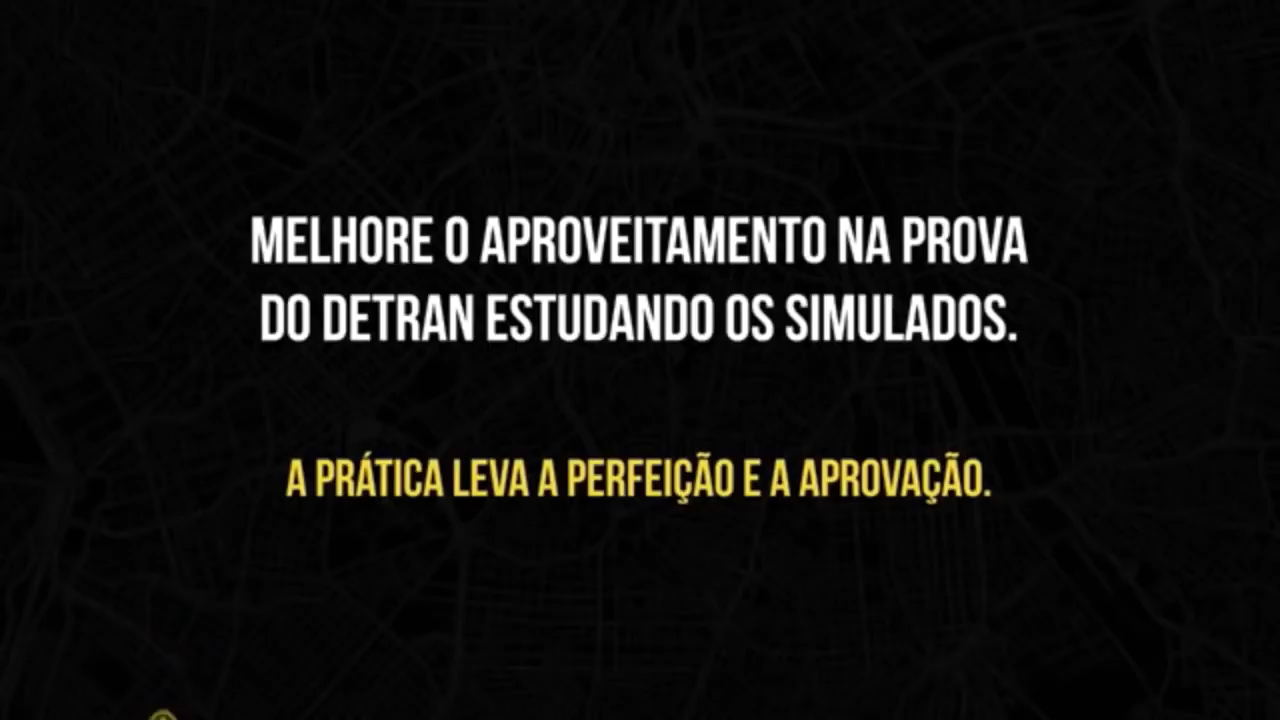 MELHORE O APROVEITAMENTO NA PROVA
DO DETRAN ESTUDANDO OS SIMULADOS.
A PRÁTICA LEVA A PERFEIÇÃO E A APROVAÇÃO.